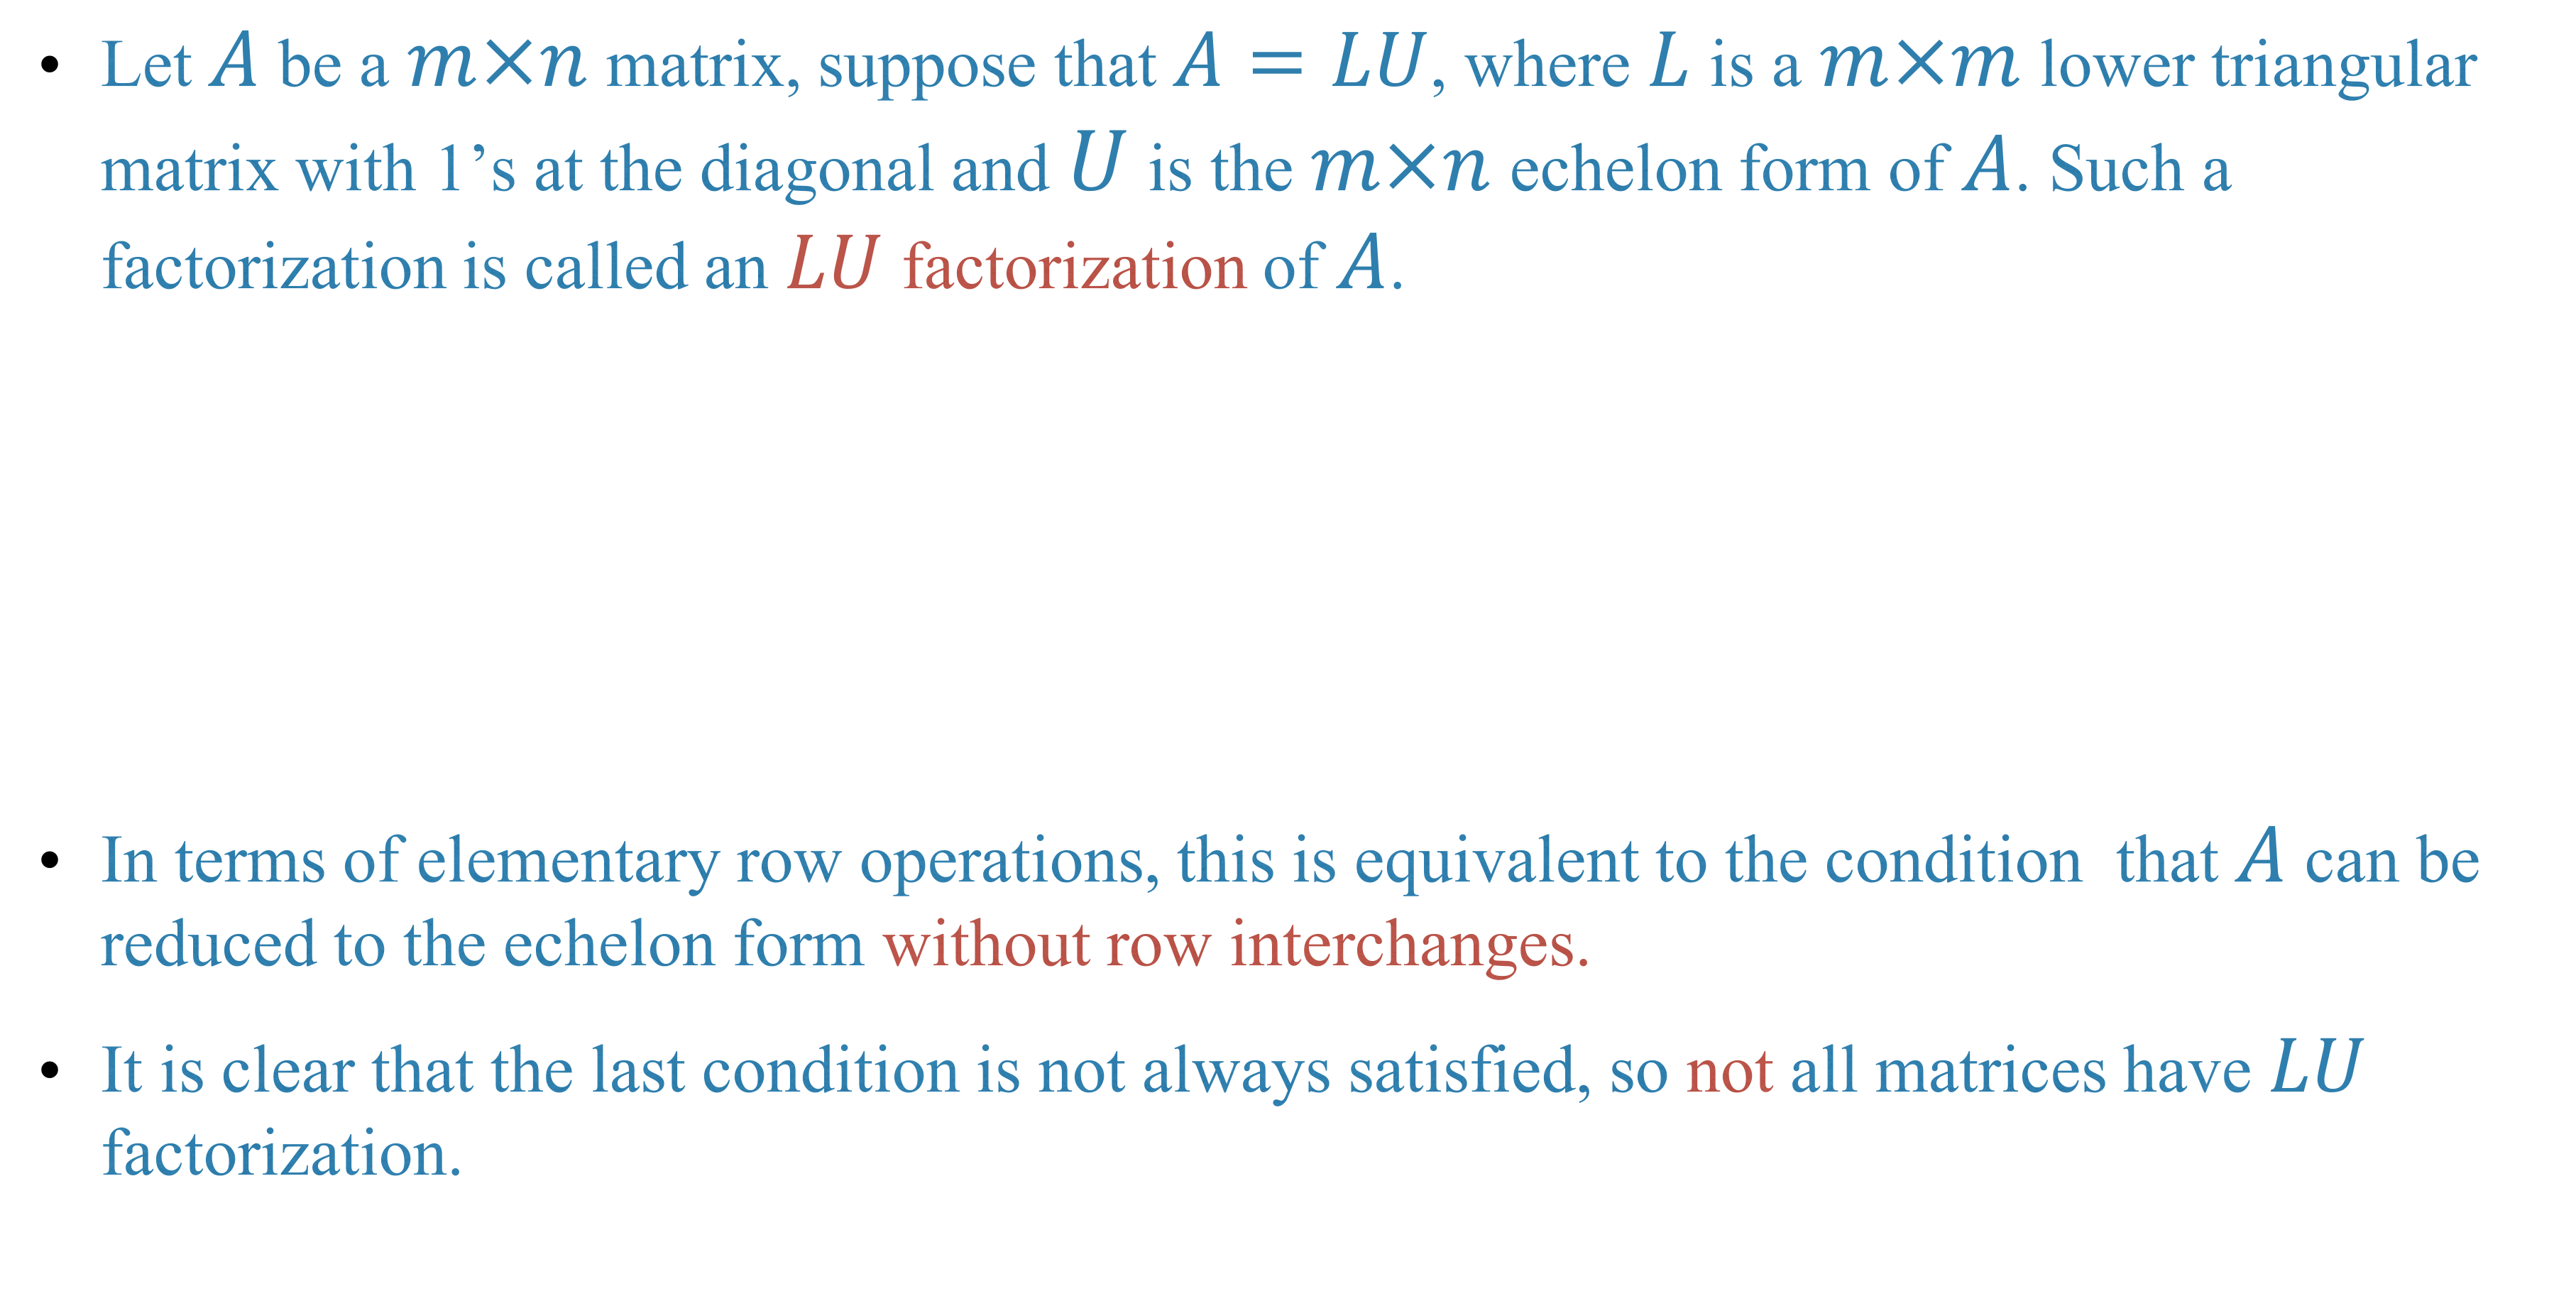 • Let A be a m×n matrix, suppose that A = LU, where L is a m×m lower triangular
matrix with 1’s at the diagonal and U is the m×n echelon form of A. Such a
factorization is called an LU factorization of A.
• In terms of elementary row operations, this is equivalent to the condition  that A can be
reduced to the echelon form without row interchanges.
• It is clear that the last condition is not always satisfied, so not all matrices have LU
factorization.